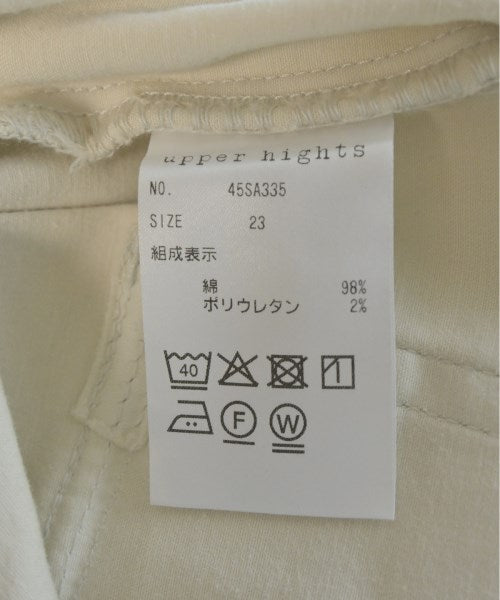 upper hights
NO. 45SA335
SIZE 23
組成表示
綿 98%
ポリウレタン 2%
40
F W